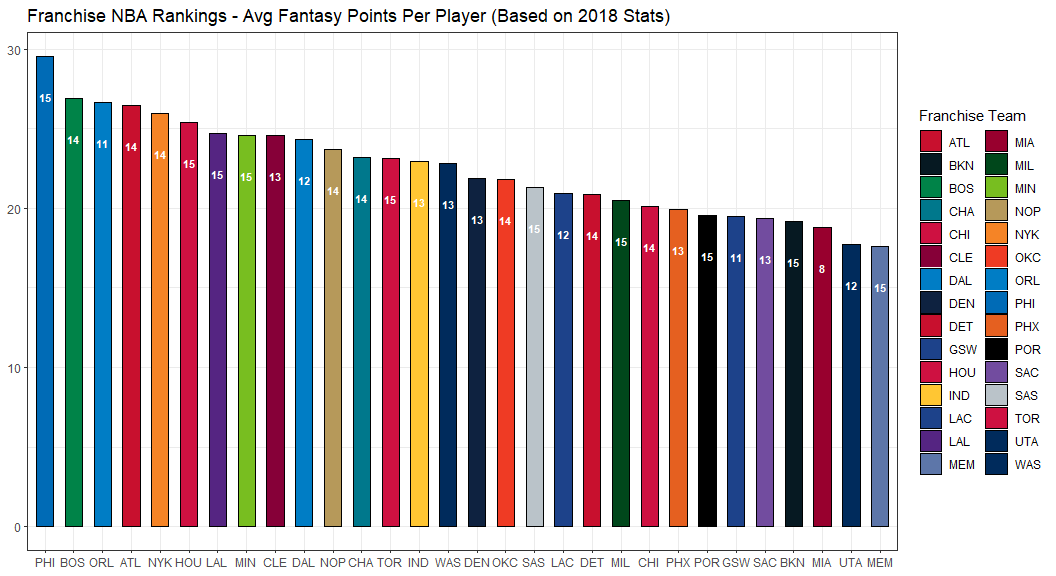 Franchise NBA Rankings - Avg Fantasy Points Per Player (Based on 2018 Stats)
30
20
10
0
15 14 11 14 14 15 15 15 13 12 14 14 15 13 13 13 14 15 12 14 15 14 13 15 11 13 15 8 12 15
PHI BOS ORL ATL NYK HOU LAL MIN CLE DAL NOP CHA TOR IND WAS DEN OKC SAS LAC DET MIL CHI PHX POR GSW SAC BKN MIA UTA MEM
Franchise Team
ATL MIA
BKN MIL
BOS MIN
CHA NOP
CHI NYK
CLE OKC
DAL ORL
DEN PHI
DET PHX
GSW POR
HOU SAC
IND SAS
LAC TOR
LAL UTA
MEM WAS